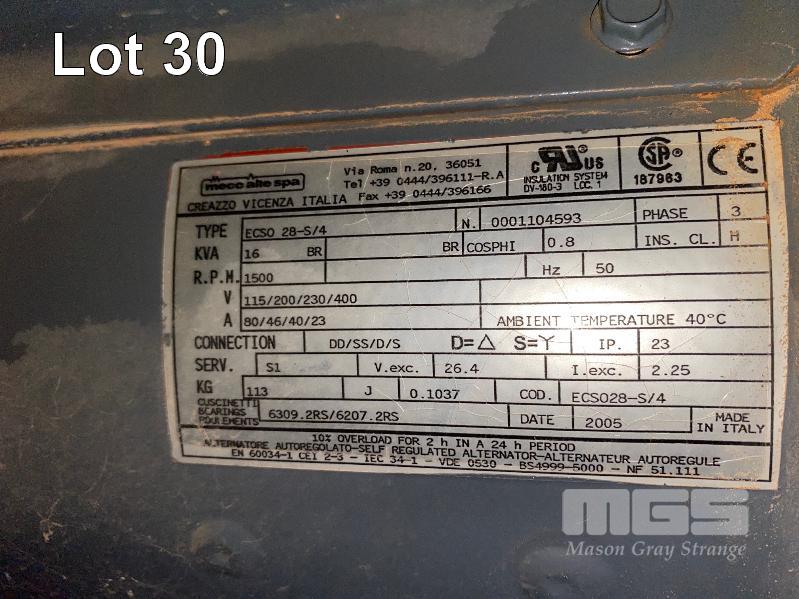 Lot 30
mecc alte spa
Via Roma n.20, 36051
Tel +39 0444/396111-R.A
CREAZZO VICENZA ITALIA Fax +39 0444/396166
C UL US
INSULATION SYSTEM
DV-180-3 LOC. 1
SP ®
187963
CE
TYPE ECSO 28-S/4 N. 0001104593 PHASE 3
KVA 16 BR BR COSPHI 0.8 INS. CL. H
R.P.M. 1500 Hz 50
V 115/200/230/400
A 80/46/40/23 AMBIENT TEMPERATURE 40°C
CONNECTION DD/SS/D/S D=△ S=Y IP. 23
SERV. S1 V.exc. 26.4 I.exc. 2.25
KG 113 J 0.1037 COD. ECSO28-S/4
CUSCINETTI
BEARINGS
ROULEMENTS
6309.2RS/6207.2RS DATE 2005
MADE
IN ITALY
10% OVERLOAD FOR 2 h IN A 24 h PERIOD
ALTERNATORE AUTOREGOLATO-SELF REGULATED ALTERNATOR-ALTERNATEUR AUTOREGULE
EN 60034-1 CEI 2-3 - IEC 34-1 - VDE 0530 - BS4999-5000 - NF 51.111
MGS
Mason Gray Strange